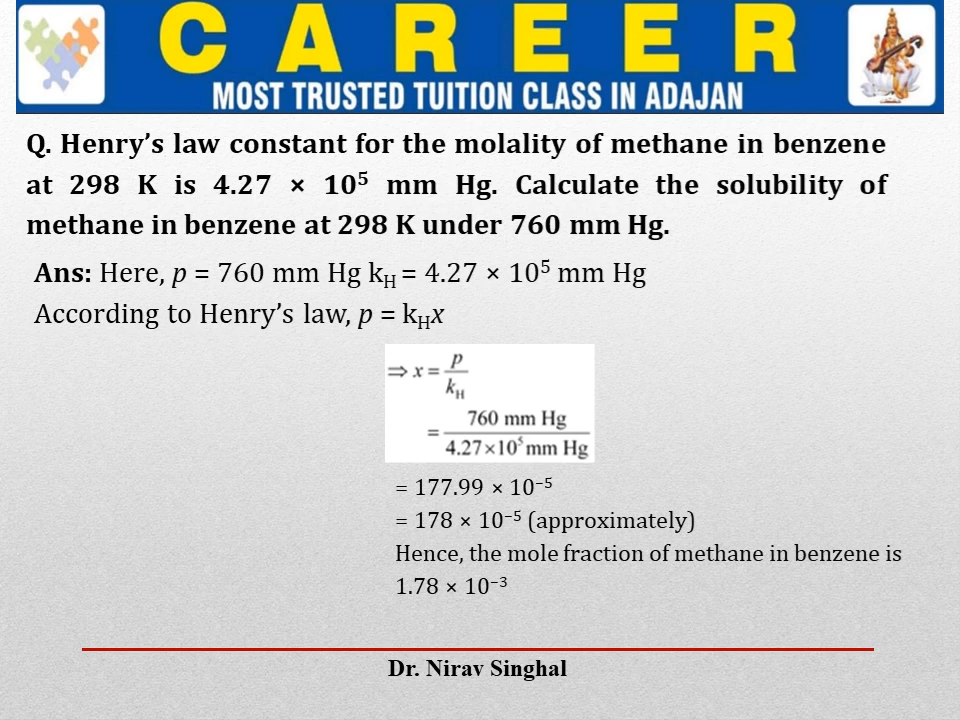 CAREER
MOST TRUSTED TUITION CLASS IN ADAJAN
Q. Henry’s law constant for the molality of methane in benzene
at 298 K is 4.27 × 10⁵ mm Hg. Calculate the solubility of
methane in benzene at 298 K under 760 mm Hg.
Ans: Here, p = 760 mm Hg k_H = 4.27 × 10⁵ mm Hg
According to Henry’s law, p = k_Hx
⇒ x = p / k_H
= 760 mm Hg / 4.27×10⁵ mm Hg
= 177.99 × 10⁻⁵
= 178 × 10⁻⁵ (approximately)
Hence, the mole fraction of methane in benzene is
1.78 × 10⁻³
Dr. Nirav Singhal